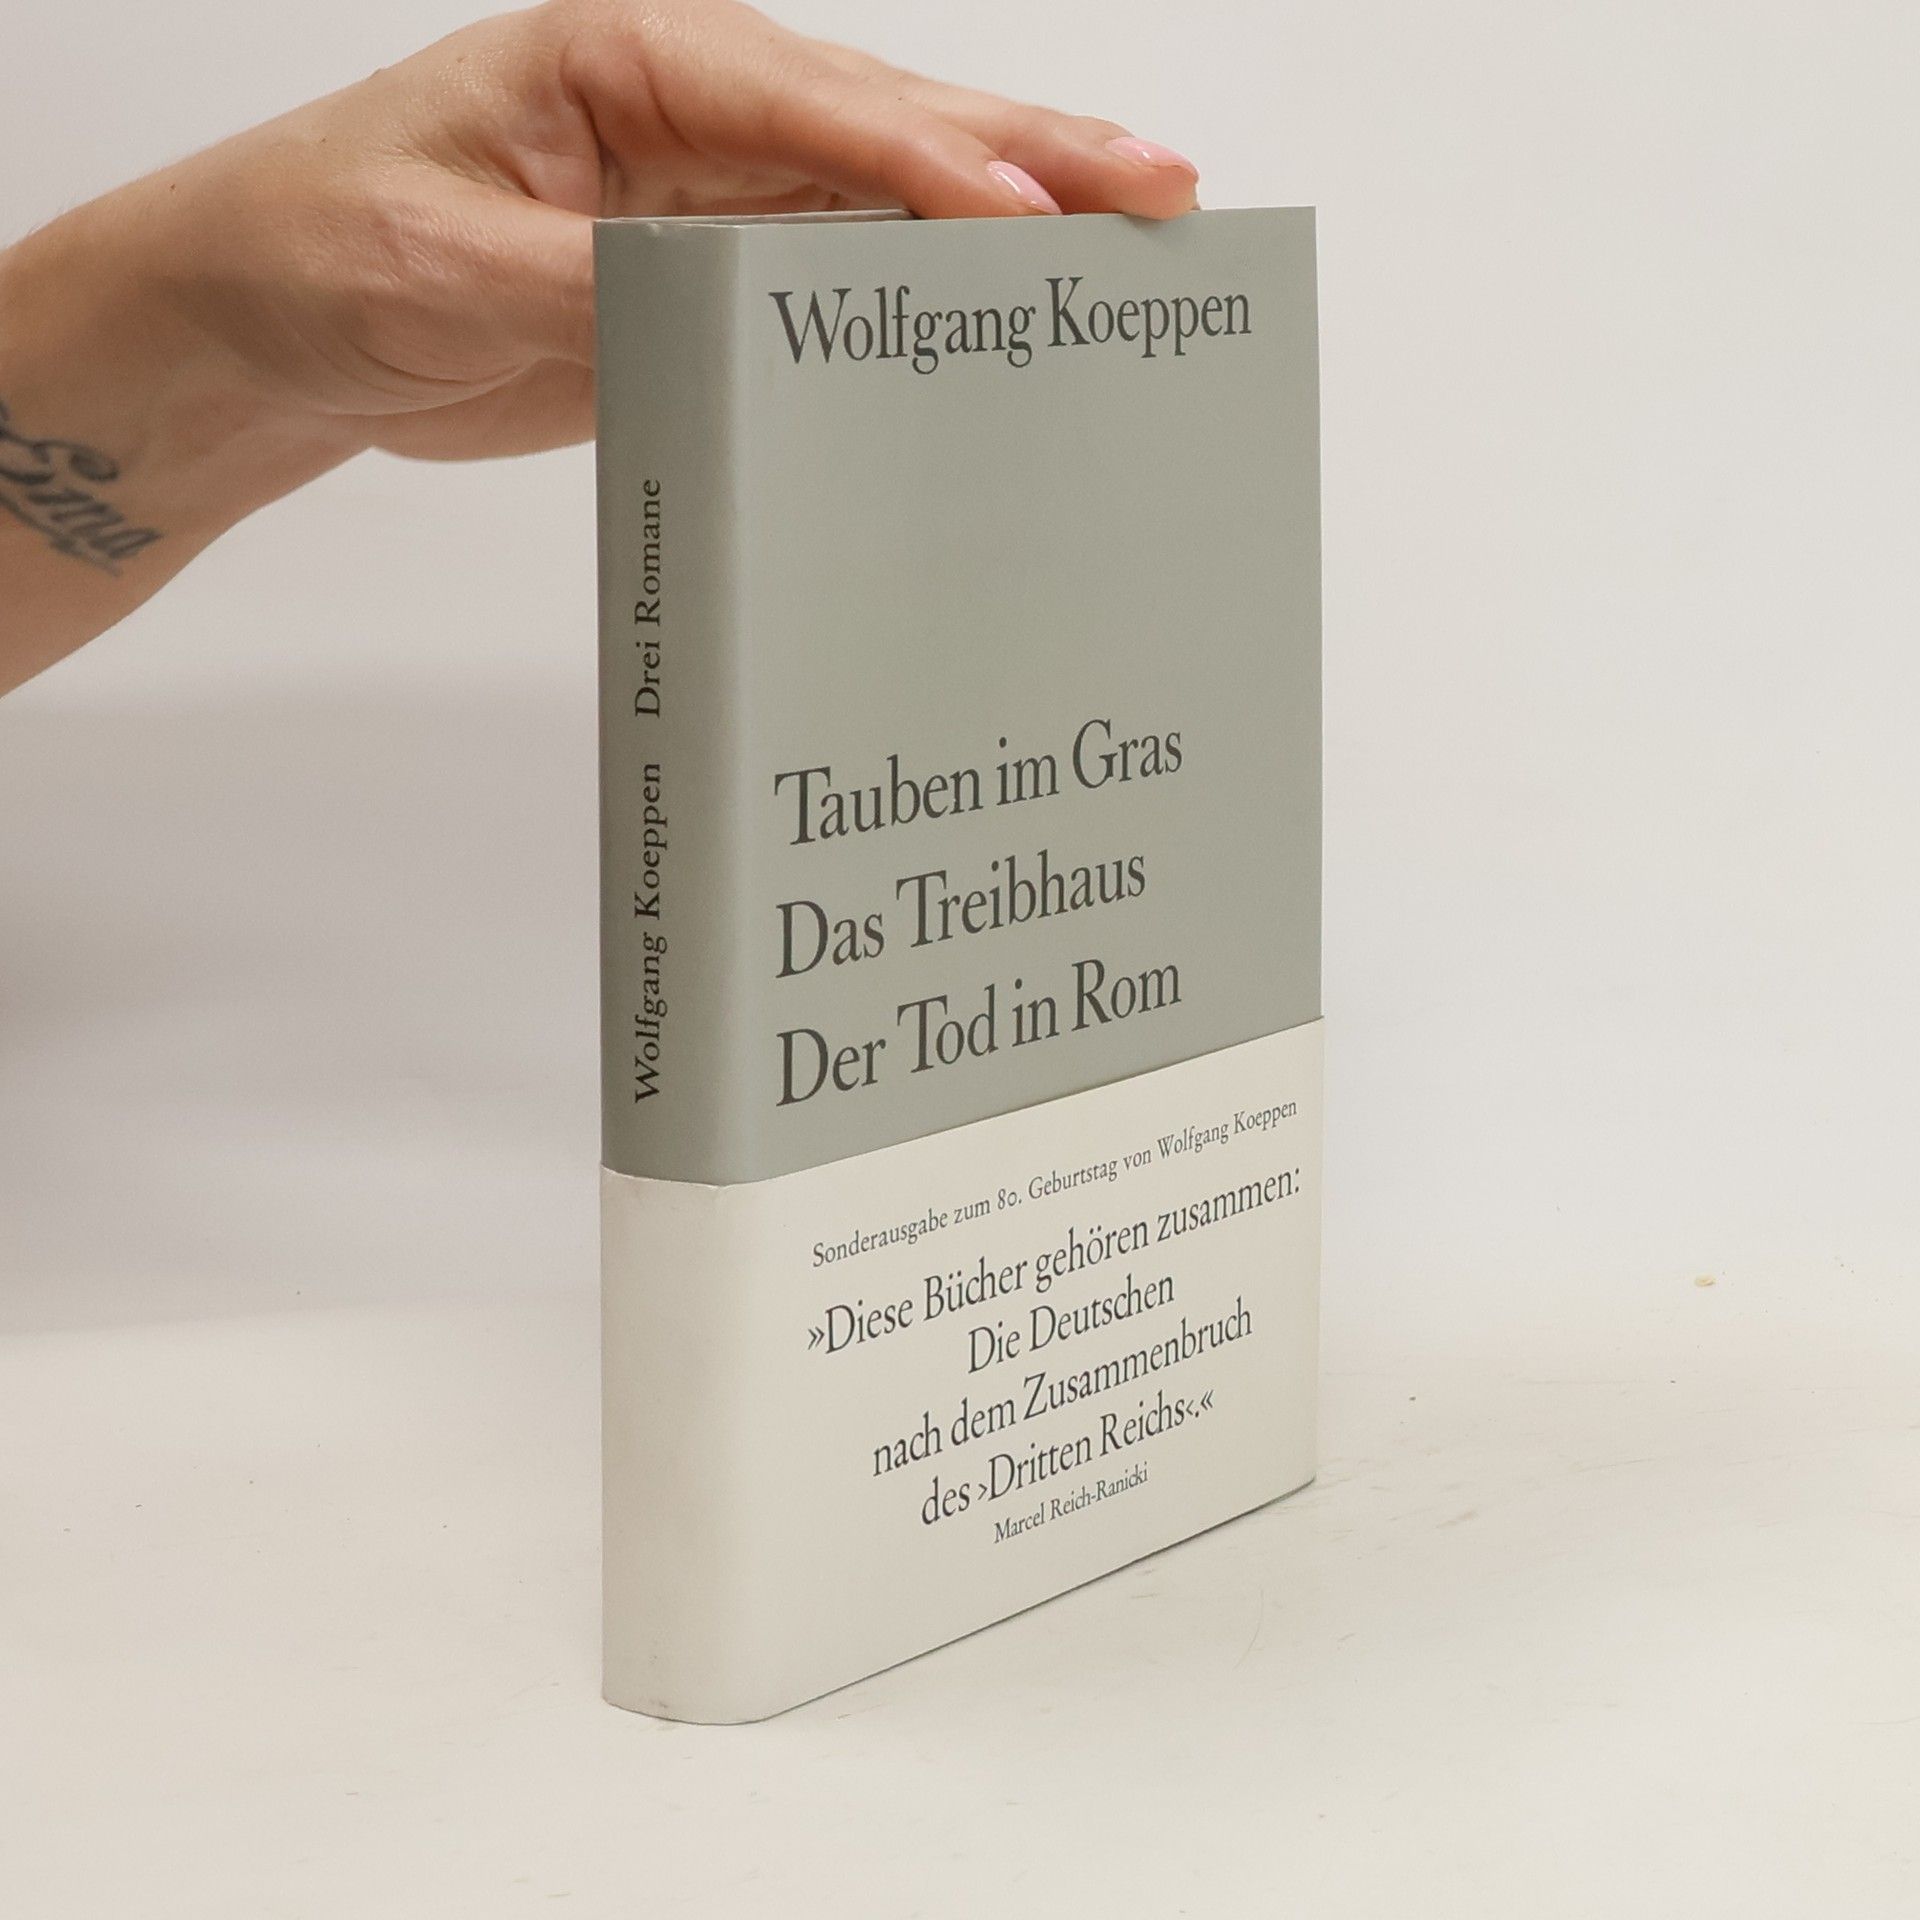 Wolfgang Koeppen
Tauben im Gras
Das Treibhaus
Der Tod in Rom
Sonderausgabe zum 80. Geburtstag von Wolfgang Koeppen
»Diese Bücher gehören zusammen:
Die Deutschen
nach dem Zusammenbruch
des ›Dritten Reichs‹.«
Marcel Reich-Ranicki
Wolfgang Koeppen Drei Romane